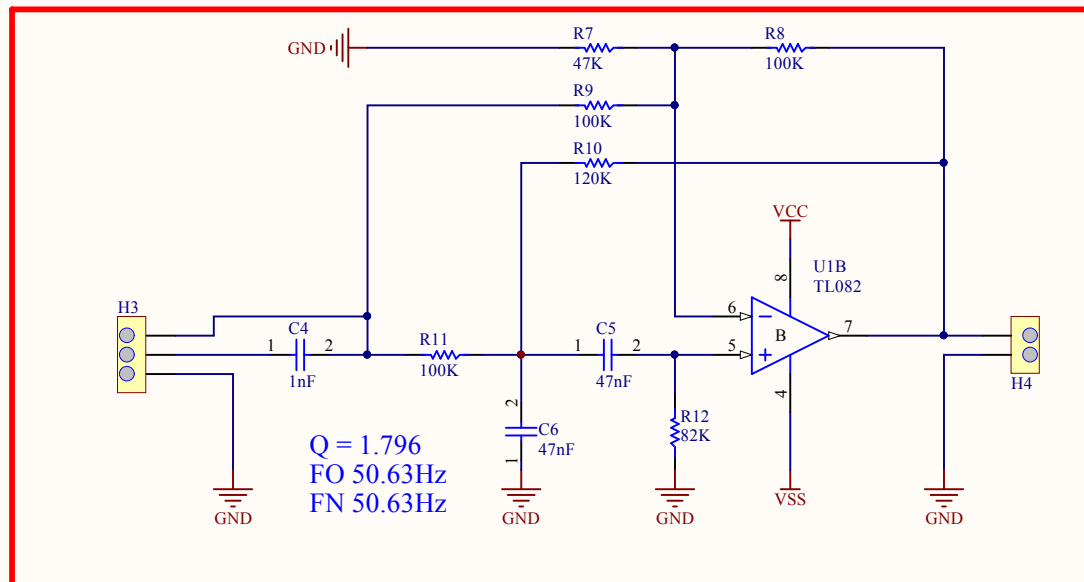 GND
R7
47K
R8
100K
R9
100K
R10
120K
VCC
8
U1B
TL082
6
B
7
5
4
VSS
H3
C4
1
2
1nF
R11
100K
C5
1
2
47nF
2
C6
1
47nF
R12
82K
H4
Q = 1.796
FO 50.63Hz
FN 50.63Hz
GND
GND
GND
GND